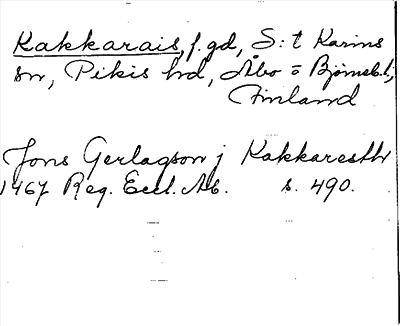 Kakkarais, f. gd, S:t Karins
sn, Pikis hd, Åbo o Björneb. l,
Finland
Jons Gerlagson j Kakkaresth
1467 Reg. Eccl. Ab. s. 490.